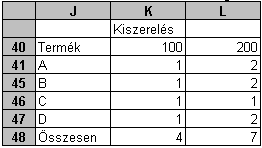 J K L
Kiszerelés
40 Termék 100 200
41 A 1 2
45 B 1 2
46 C 1 1
47 D 1 2
48 Összesen 4 7